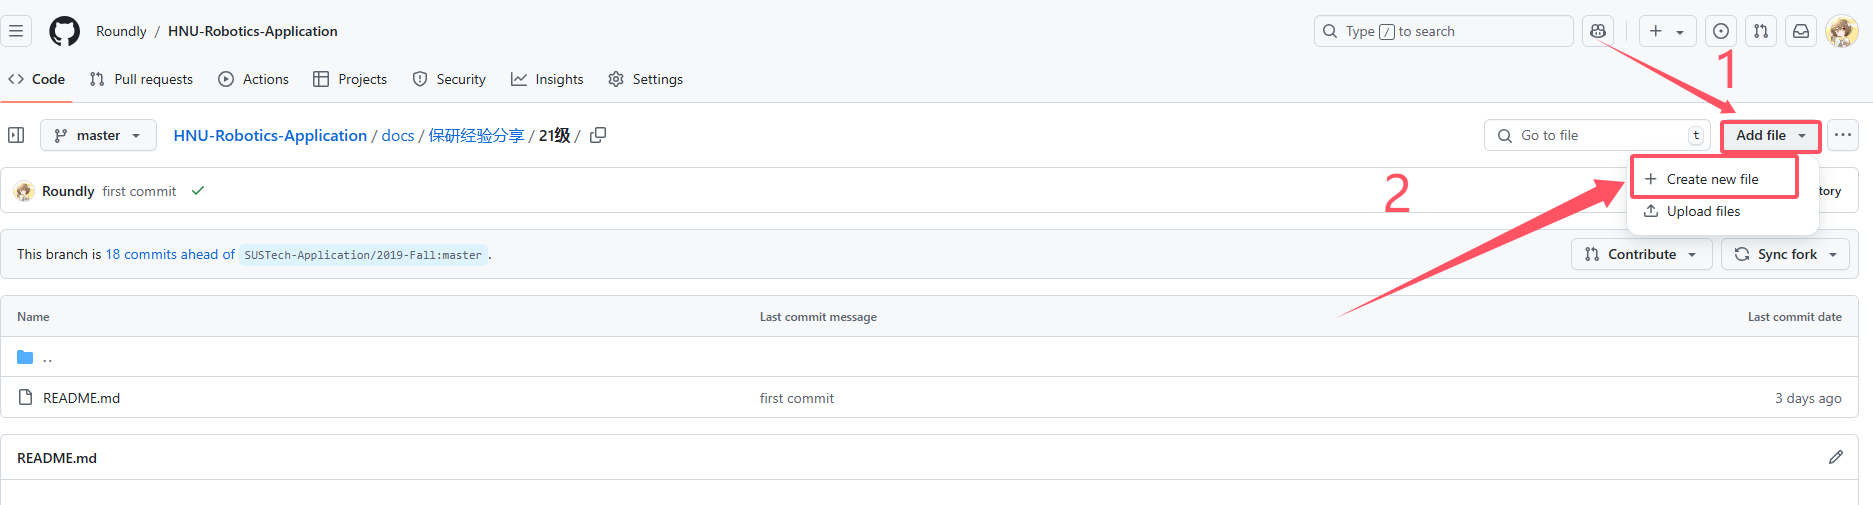 Roundly / HNU-Robotics-Application
Type / to search
Code Pull requests Actions Projects Security Insights Settings
1
master
HNU-Robotics-Application / docs / 保研经验分享 / 21级 /
Go to file t
Add file
Roundly first commit
2
Create new file
tory
Upload files
This branch is 18 commits ahead of SUSTech-Application/2019-Fall:master .
Contribute
Sync fork
Name Last commit message Last commit date
..
README.md first commit 3 days ago
README.md